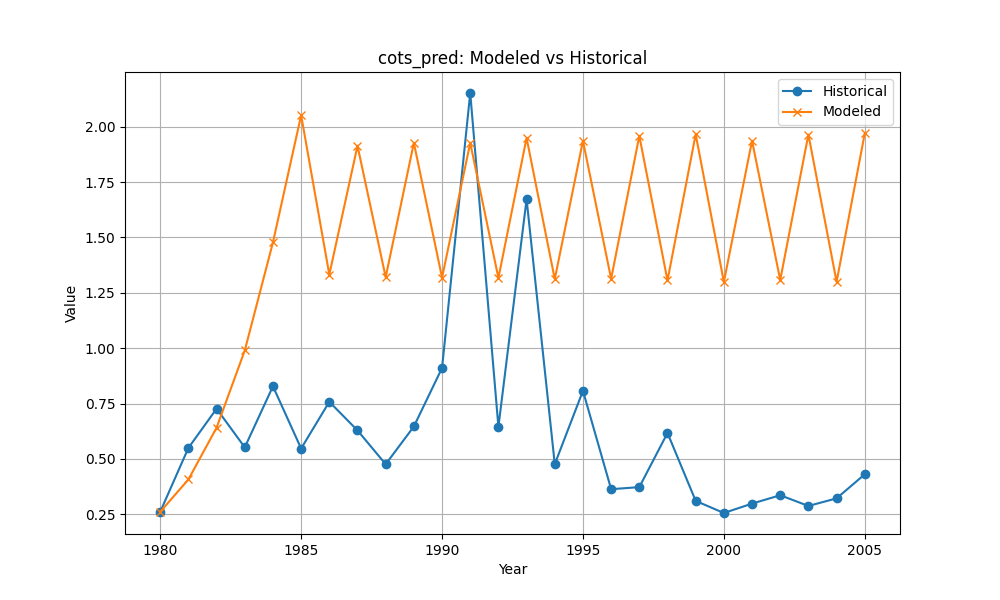 cots_pred: Modeled vs Historical
Historical
Modeled
Value
2.00
1.75
1.50
1.25
1.00
0.75
0.50
0.25
1980 1985 1990 1995 2000 2005
Year